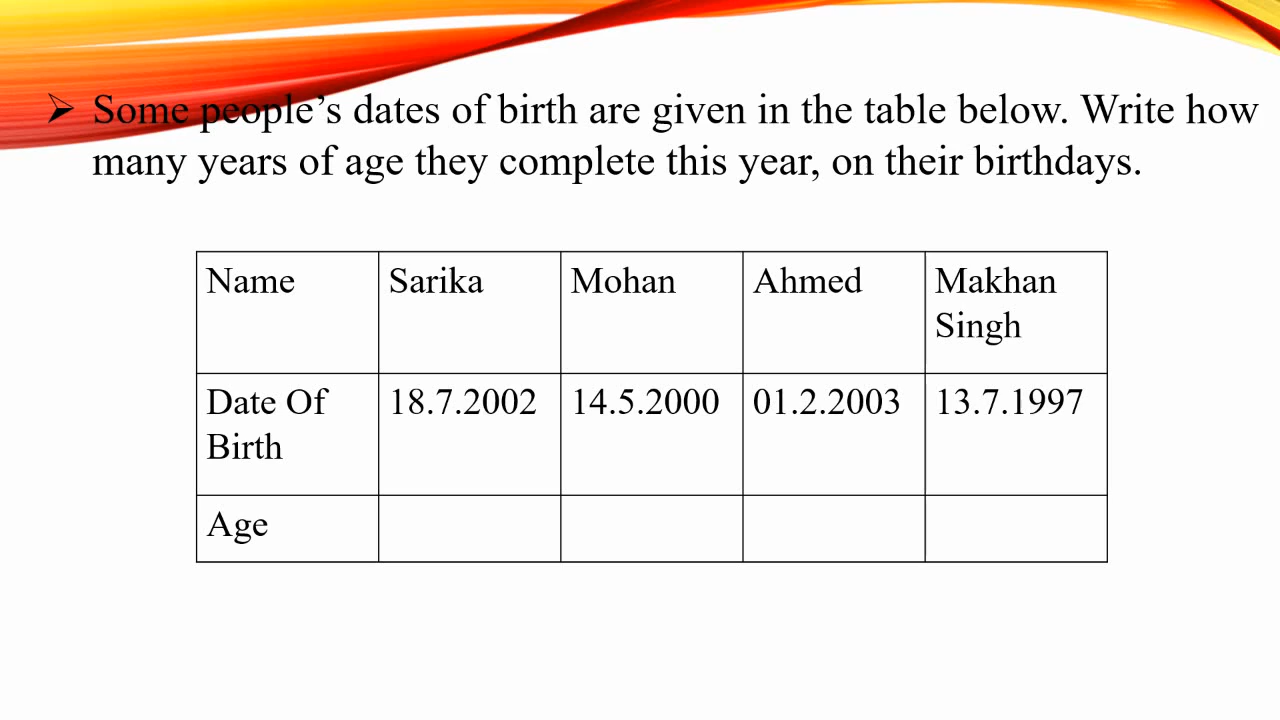 ➢ Some people’s dates of birth are given in the table below. Write how
many years of age they complete this year, on their birthdays.
Name Sarika Mohan Ahmed Makhan
Singh
Date Of 18.7.2002 14.5.2000 01.2.2003 13.7.1997
Birth
Age